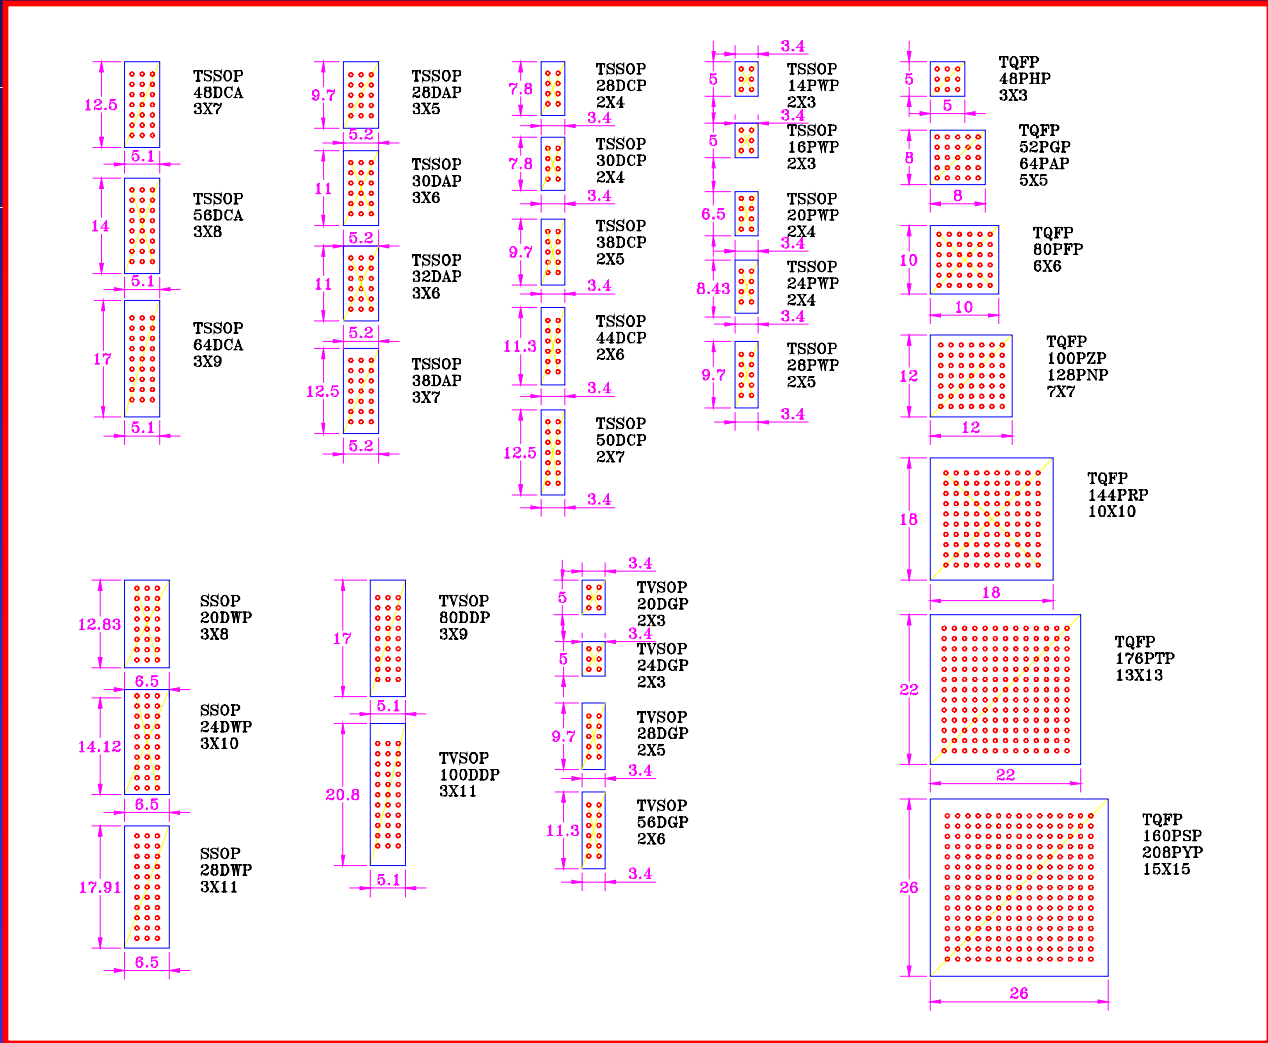 12.5
5.1
TSSOP
48DCA
3X7
14
5.1
TSSOP
56DCA
3X8
17
5.1
TSSOP
64DCA
3X9
9.7
5.2
TSSOP
28DAP
3X5
11
5.2
TSSOP
30DAP
3X6
11
5.2
TSSOP
32DAP
3X6
12.5
5.2
TSSOP
38DAP
3X7
7.8
3.4
TSSOP
28DCP
2X4
7.8
3.4
TSSOP
30DCP
2X4
9.7
3.4
TSSOP
38DCP
2X5
11.3
3.4
TSSOP
44DCP
2X6
12.5
3.4
TSSOP
50DCP
2X7
3.4
5
TSSOP
14PWP
2X3
3.4
5
TSSOP
16PWP
2X3
6.5
3.4
TSSOP
20PWP
2X4
8.43
3.4
TSSOP
24PWP
2X4
9.7
3.4
TSSOP
28PWP
2X5
5
5
TQFP
48PHP
3X3
8
8
TQFP
52PGP
64PAP
5X5
10
10
TQFP
80PFP
6X6
12
12
TQFP
100PZP
128PNP
7X7
18
18
TQFP
144PRP
10X10
22
22
TQFP
176PTP
13X13
26
26
TQFP
160PSP
208PYP
15X15
12.83
6.5
SSOP
20DWP
3X8
14.12
6.5
SSOP
24DWP
3X10
17.91
6.5
SSOP
28DWP
3X11
17
5.1
TVSOP
80DDP
3X9
20.8
5.1
TVSOP
100DDP
3X11
3.4
5
TVSOP
20DGP
2X3
3.4
5
TVSOP
24DGP
2X3
9.7
3.4
TVSOP
28DGP
2X5
11.3
3.4
TVSOP
56DGP
2X6